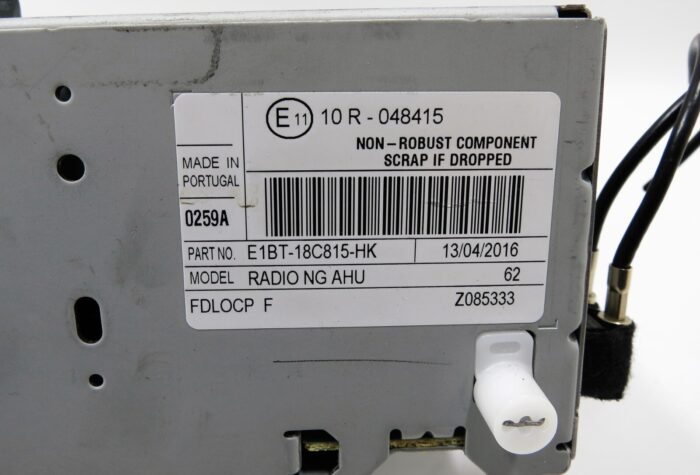 E 11 10 R - 048415
NON-ROBUST COMPONENT
SCRAP IF DROPPED
MADE IN
PORTUGAL
0259A
PART NO. E1BT-18C815-HK 13/04/2016
MODEL RADIO NG AHU 62
FDLOCP F Z085333